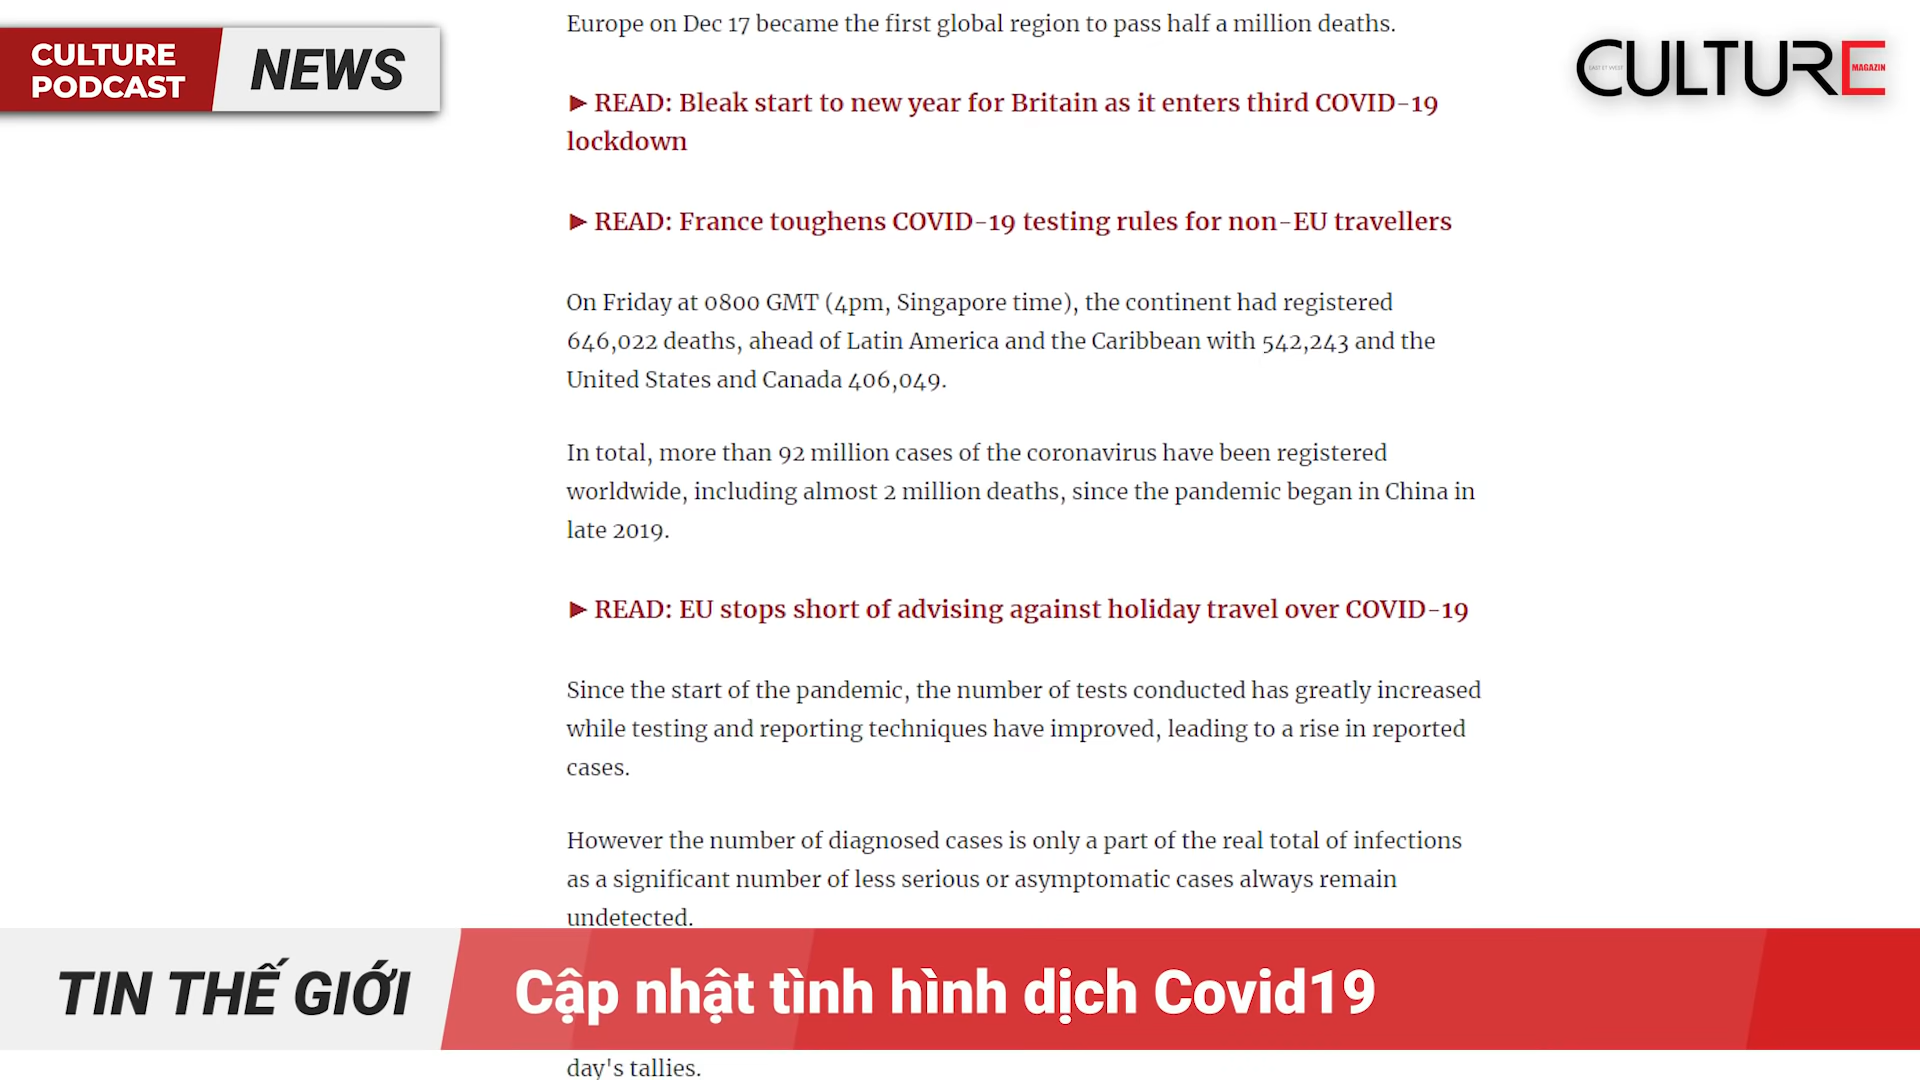 CULTURE
PODCAST
NEWS
CULTURE
EAST ET WEST
MAGAZIN
Europe on Dec 17 became the first global region to pass half a million deaths.
► READ: Bleak start to new year for Britain as it enters third COVID-19
lockdown
► READ: France toughens COVID-19 testing rules for non-EU travellers
On Friday at 0800 GMT (4pm, Singapore time), the continent had registered
646,022 deaths, ahead of Latin America and the Caribbean with 542,243 and the
United States and Canada 406,049.
In total, more than 92 million cases of the coronavirus have been registered
worldwide, including almost 2 million deaths, since the pandemic began in China in
late 2019.
► READ: EU stops short of advising against holiday travel over COVID-19
Since the start of the pandemic, the number of tests conducted has greatly increased
while testing and reporting techniques have improved, leading to a rise in reported
cases.
However the number of diagnosed cases is only a part of the real total of infections
as a significant number of less serious or asymptomatic cases always remain
undetected.
TIN THẾ GIỚI
Cập nhật tình hình dịch Covid19
day's tallies.